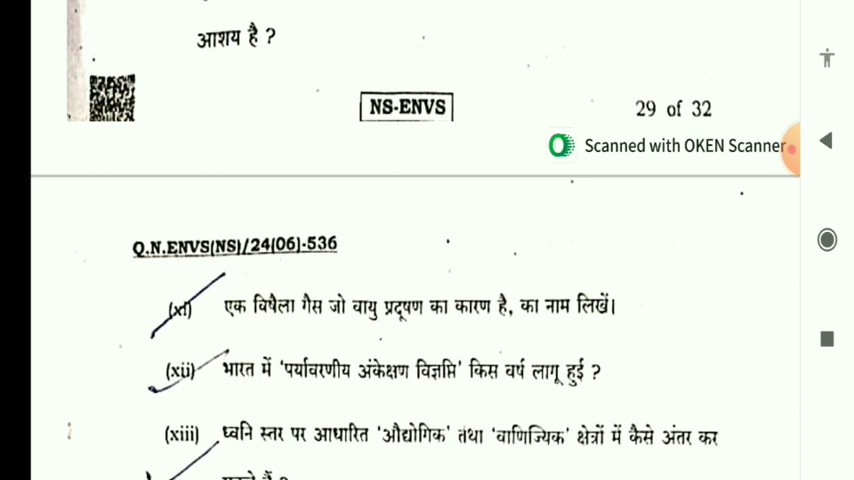 आशय है ?
NS-ENVS
29 of 32
Scanned with OKEN Scanner
Q.N.ENVS(NS)/24(06)-536
(xi) एक विषैला गैस जो वायु प्रदूषण का कारण है, का नाम लिखें।
(xii) भारत में 'पर्यावरणीय अंकेक्षण विज्ञप्ति' किस वर्ष लागू हुई ?
(xiii) ध्वनि स्तर पर आधारित 'औद्योगिक' तथा 'वाणिज्यिक' क्षेत्रों में कैसे अंतर कर